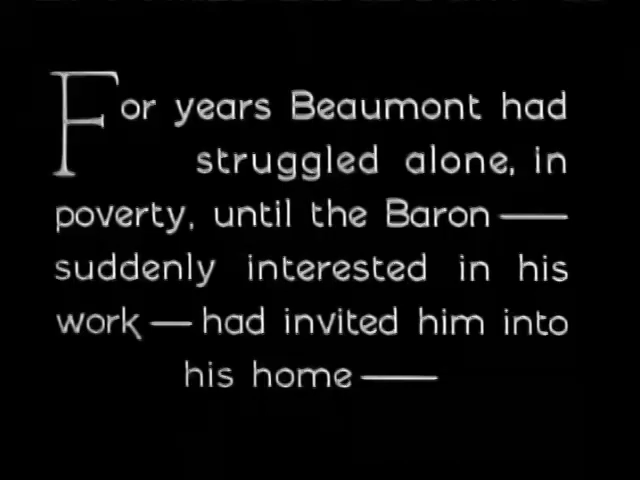 For years Beaumont had
struggled alone, in
poverty, until the Baron —
suddenly interested in his
work — had invited him into
his home —